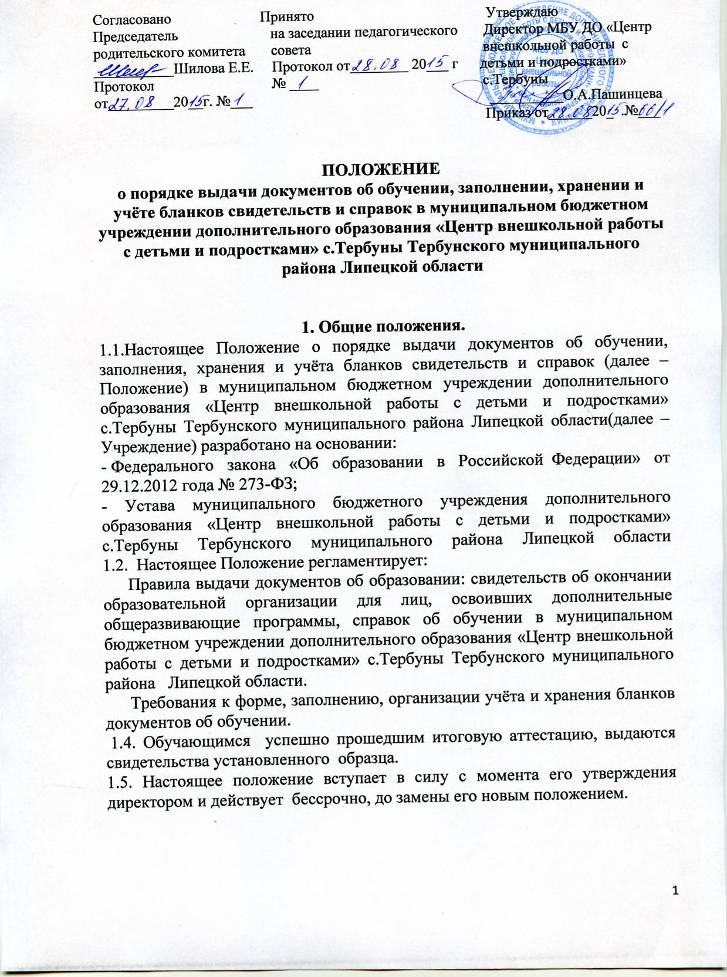 Согласовано
Председатель
родительского комитета
Шилова Е.Е.
Протокол
от 27.08 2015г. № 1
Принято
на заседании педагогического
совета
Протокол от 28.08 2015 г
№ 1
Утверждаю
Директор МБУ ДО «Центр
внешкольной работы с
детьми и подростками»
с.Тербуны
О.А.Пашинцева
Приказ от 28.08 2015 .№ 66/1
ПОЛОЖЕНИЕ
о порядке выдачи документов об обучении, заполнении, хранении и
учёте бланков свидетельств и справок в муниципальном бюджетном
учреждении дополнительного образования «Центр внешкольной работы
с детьми и подростками» с.Тербуны Тербунского муниципального
района Липецкой области
1. Общие положения.
1.1.Настоящее Положение о порядке выдачи документов об обучении,
заполнения, хранения и учёта бланков свидетельств и справок (далее –
Положение) в муниципальном бюджетном учреждении дополнительного
образования «Центр внешкольной работы с детьми и подростками»
с.Тербуны Тербунского муниципального района Липецкой области(далее –
Учреждение) разработано на основании:
- Федерального закона «Об образовании в Российской Федерации» от
29.12.2012 года № 273-ФЗ;
- Устава муниципального бюджетного учреждения дополнительного
образования «Центр внешкольной работы с детьми и подростками»
с.Тербуны Тербунского муниципального района Липецкой области
1.2. Настоящее Положение регламентирует:
Правила выдачи документов об образовании: свидетельств об окончании
образовательной организации для лиц, освоивших дополнительные
общеразвивающие программы, справок об обучении в муниципальном
бюджетном учреждении дополнительного образования «Центр внешкольной
работы с детьми и подростками» с.Тербуны Тербунского муниципального
района Липецкой области.
Требования к форме, заполнению, организации учёта и хранения бланков
документов об обучении.
1.4. Обучающимся успешно прошедшим итоговую аттестацию, выдаются
свидетельства установленного образца.
1.5. Настоящее положение вступает в силу с момента его утверждения
директором и действует бессрочно, до замены его новым положением.
1